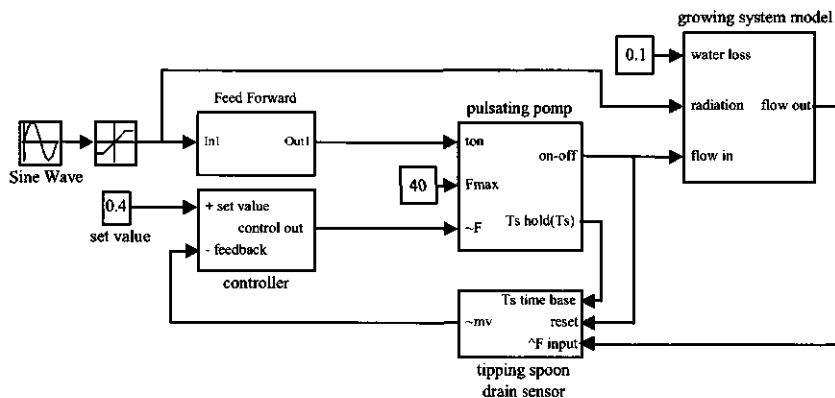 growing system model
0.1
water loss
radiation
flow out
flow in
Feed Forward
In1
Out1
pulsating pomp
ton
on-off
Fmax
40
Ts hold(Ts)
~F
Sine Wave
0.4
set value
+ set value
control out
- feedback
controller
Ts time base
~mv
reset
^F input
tipping spoon
drain sensor